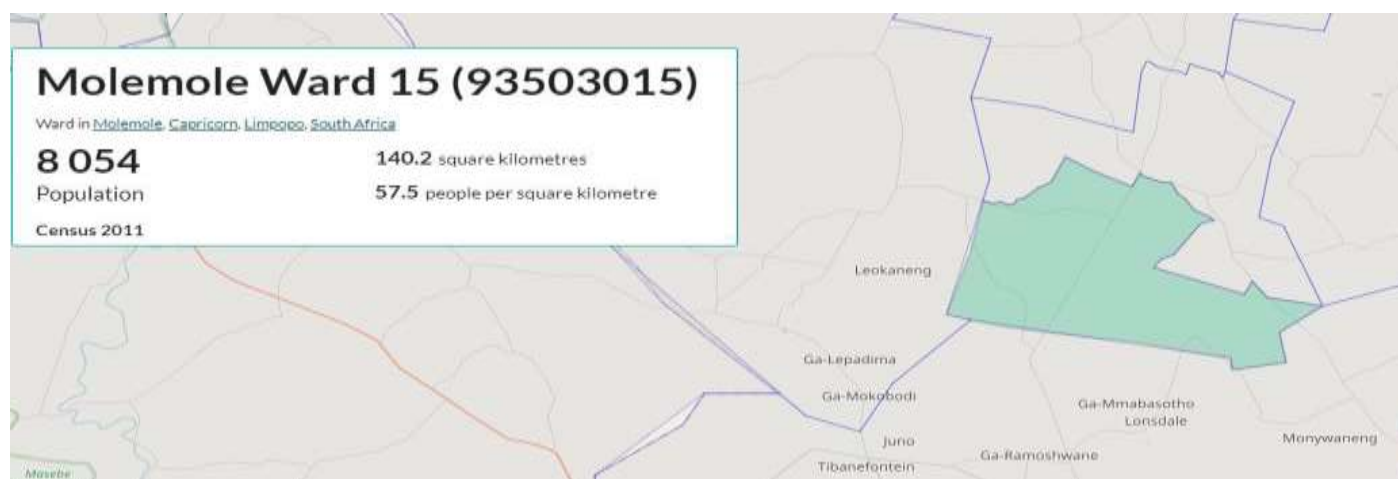 Molemole Ward 15 (93503015)
Ward in Molemole, Capricorn, Limpopo, South Africa
8 054
Population
140.2 square kilometres
57.5 people per square kilometre
Census 2011
Leokaneng
Ga-Lepadima
Ga-Mokobodi
Ga-Mmabasotho
Lonsdale
Juno
Monywaneng
Ga-Ramoshwane
Tibanefontein
Masebe